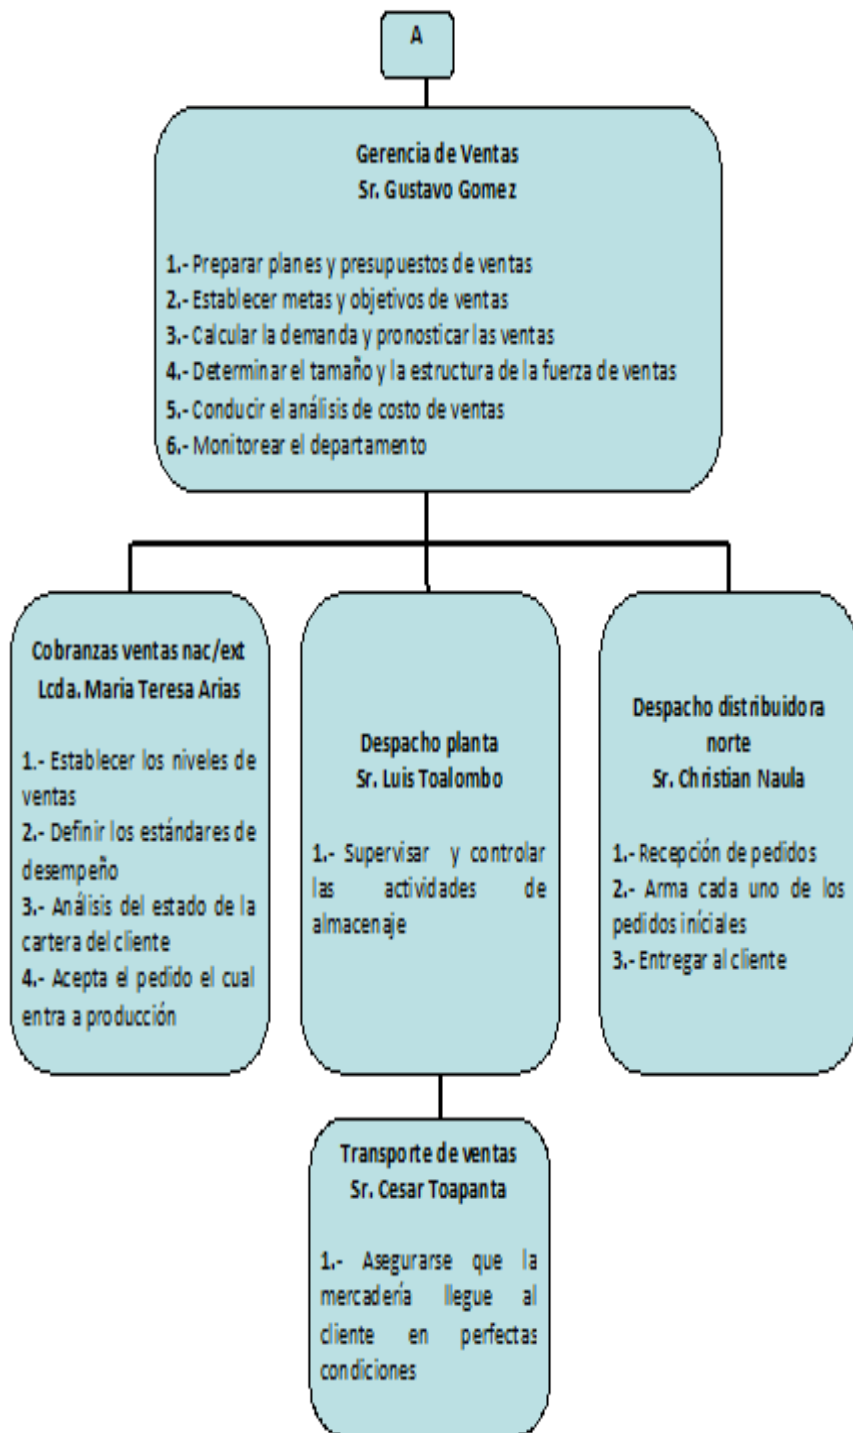 A
Gerencia de Ventas
Sr. Gustavo Gomez
1.- Preparar planes y presupuestos de ventas
2.- Establecer metas y objetivos de ventas
3.- Calcular la demanda y pronosticar las ventas
4.- Determinar el tamaño y la estructura de la fuerza de ventas
5.- Conducir el análisis de costo de ventas
6.- Monitorear el departamento
Cobranzas ventas nac/ext
Lcda. Maria Teresa Arias
1.- Establecer los niveles de
ventas
2.- Definir los estándares de
desempeño
3.- Análisis del estado de la
cartera del cliente
4.- Acepta el pedido el cual
entra a producción
Despacho planta
Sr. Luis Toalombo
1.- Supervisar y controlar
las actividades de
almacenaje
Despacho distribuidora
norte
Sr. Christian Naula
1.- Recepción de pedidos
2.- Arma cada uno de los
pedidos iníciales
3.- Entregar al cliente
Transporte de ventas
Sr. Cesar Toapanta
1.- Asegurarse que la
mercadería llegue al
cliente en perfectas
condiciones